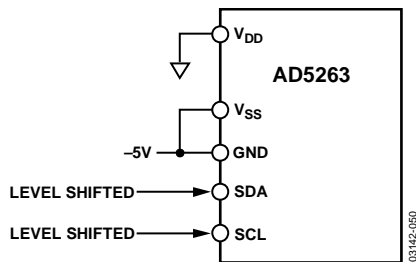 VDD
AD5263
VSS
–5V
GND
LEVEL SHIFTED
SDA
LEVEL SHIFTED
SCL
03142-050